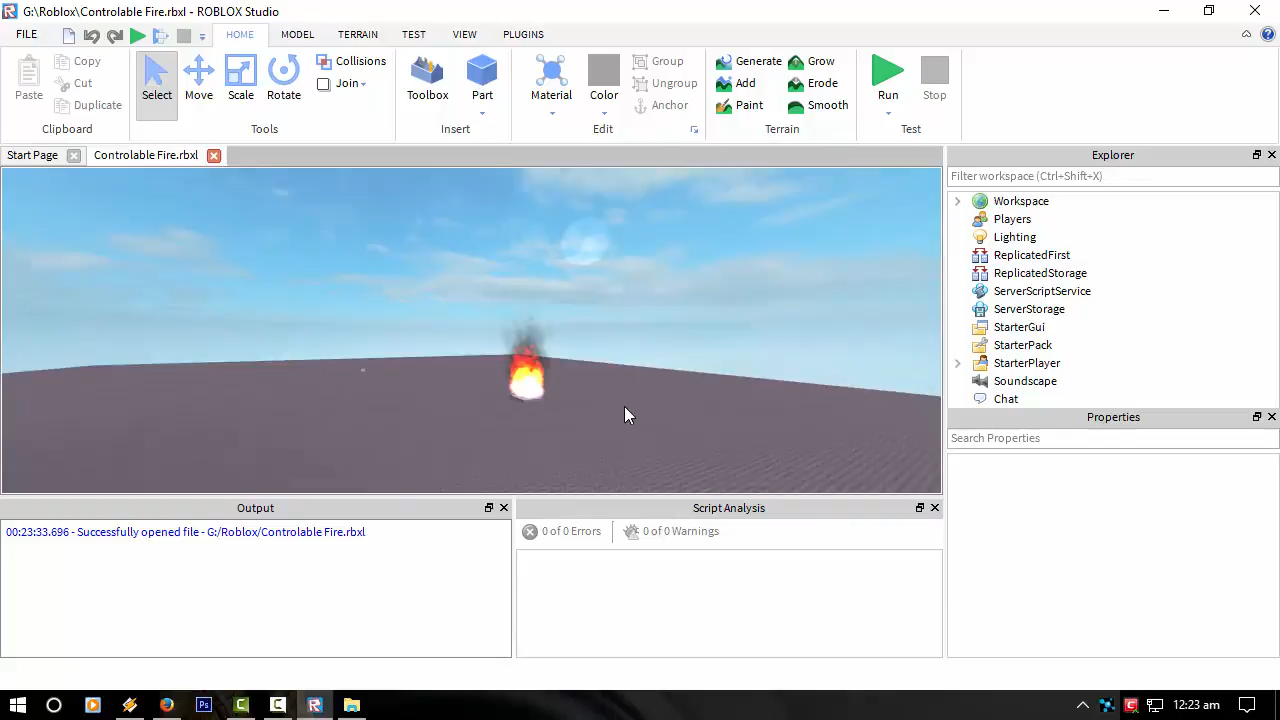 G:\Roblox\Controlable Fire.rbxl - ROBLOX Studio
FILE HOME MODEL TERRAIN TEST VIEW PLUGINS
Paste
Copy
Cut
Duplicate
Clipboard
Select
Move
Scale
Rotate
Collisions
Join
Tools
Toolbox
Part
Insert
Material
Color
Group
Ungroup
Anchor
Edit
Generate
Add
Paint
Grow
Erode
Smooth
Terrain
Run
Stop
Test
Start Page
Controlable Fire.rbxl
Explorer
Filter workspace (Ctrl+Shift+X)
Workspace
Players
Lighting
ReplicatedFirst
ReplicatedStorage
ServerScriptService
ServerStorage
StarterGui
StarterPack
StarterPlayer
Soundscape
Chat
Properties
Search Properties
Output
00:23:33.696 - Successfully opened file - G:/Roblox/Controlable Fire.rbxl
Script Analysis
0 of 0 Errors
0 of 0 Warnings
Ps
12:23 am